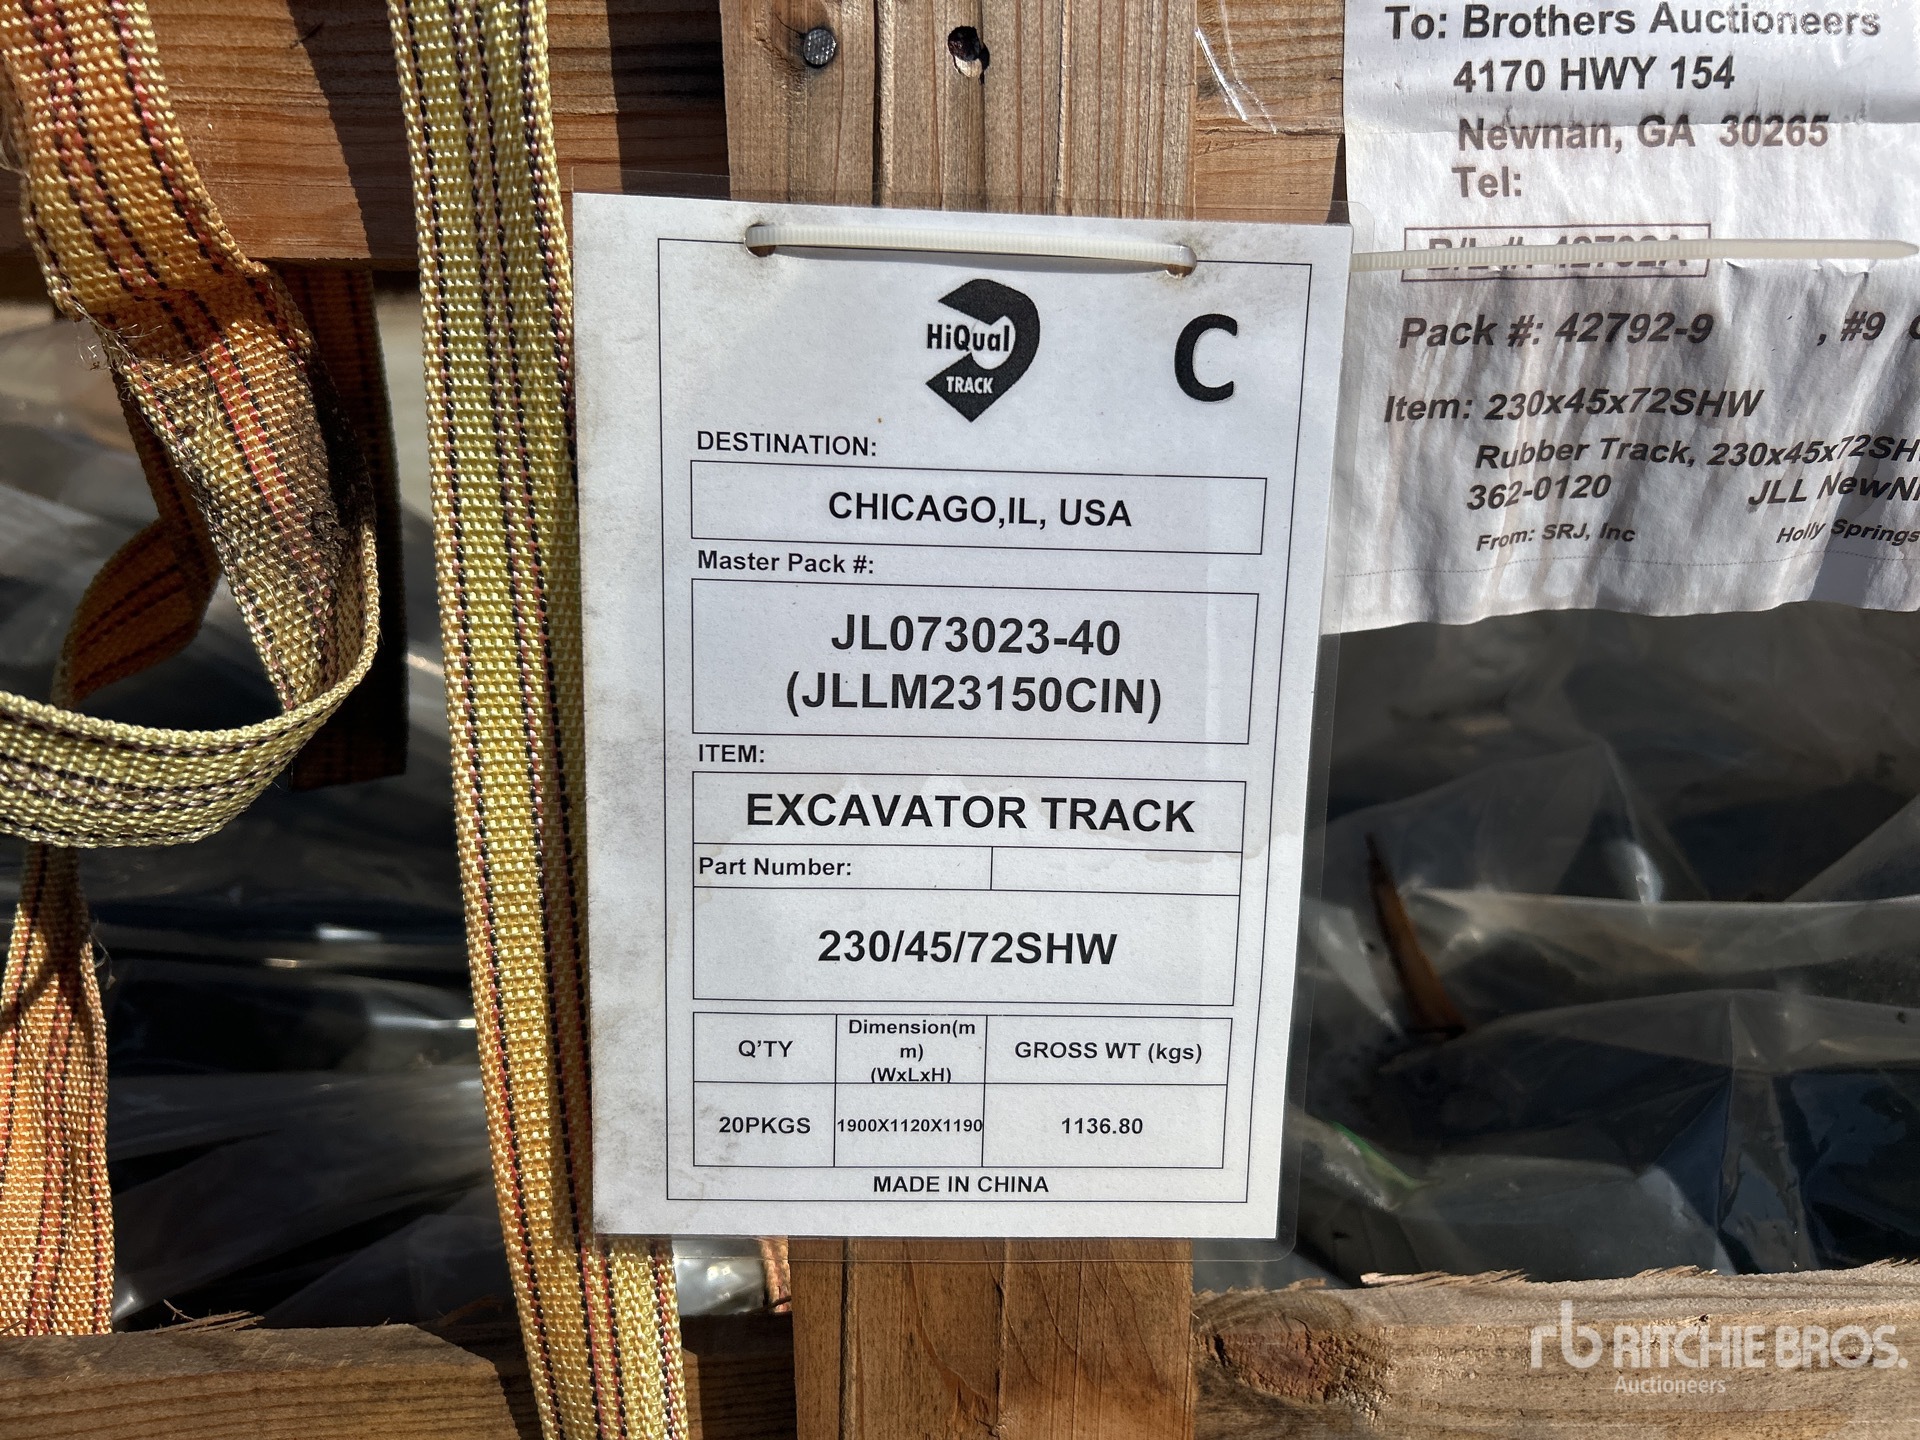 To: Brothers Auctioneers
4170 HWY 154
Newnan, GA 30265
Tel:
B/L #: 42792A
Pack #: 42792-9 , #9
Item: 230x45x72SHW
Rubber Track, 230x45x72SH
362-0120 JLL NewN
From: SRJ, Inc Holly Springs
HiQual
TRACK
C
DESTINATION:
CHICAGO,IL, USA
Master Pack #:
JL073023-40
(JLLM23150CIN)
ITEM:
EXCAVATOR TRACK
Part Number:
230/45/72SHW
Q'TY
Dimension(m
m)
(WxLxH)
GROSS WT (kgs)
20PKGS
1900X1120X1190
1136.80
MADE IN CHINA
rb RITCHIE BROS.
Auctioneers